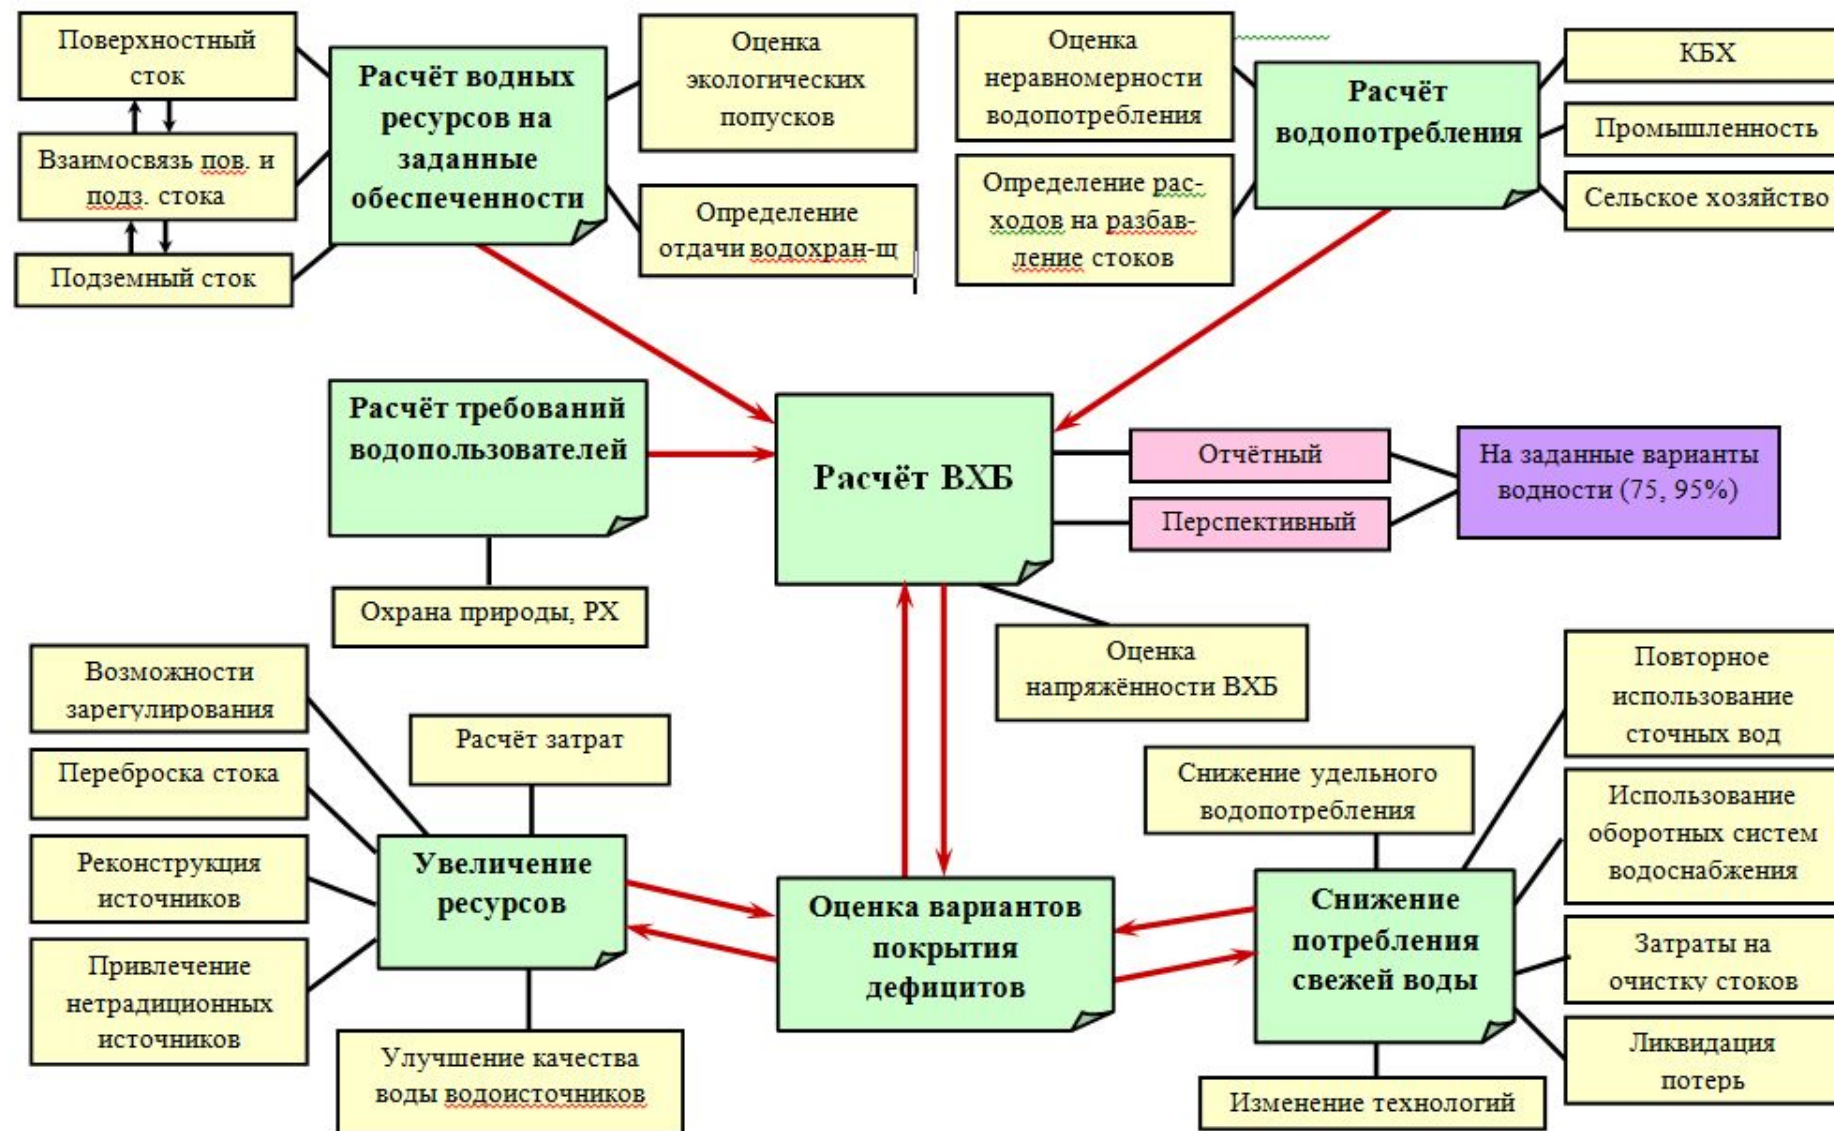 Поверхностный
сток
Взаимосвязь пов. и
подз. стока
Подземный сток
Расчёт водных
ресурсов на
заданные
обеспеченности
Оценка
экологических
попусков
Определение
отдачи водохран-щ
Оценка
неравномерности
водопотребления
Определение рас-
ходов на разбав-
ление стоков
Расчёт
водопотребления
КБХ
Промышленность
Сельское хозяйство
Расчёт требований
водопользователей
Охрана природы, РХ
Расчёт ВХБ
Отчётный
Перспективный
На заданные варианты
водности (75, 95%)
Оценка
напряжённости ВХБ
Возможности
зарегулирования
Переброска стока
Реконструкция
источников
Привлечение
нетрадиционных
источников
Расчёт затрат
Увеличение
ресурсов
Улучшение качества
воды водоисточников
Оценка вариантов
покрытия
дефицитов
Снижение удельного
водопотребления
Снижение
потребления
свежей воды
Изменение технологий
Повторное
использование
сточных вод
Использование
оборотных систем
водоснабжения
Затраты на
очистку стоков
Ликвидация
потерь